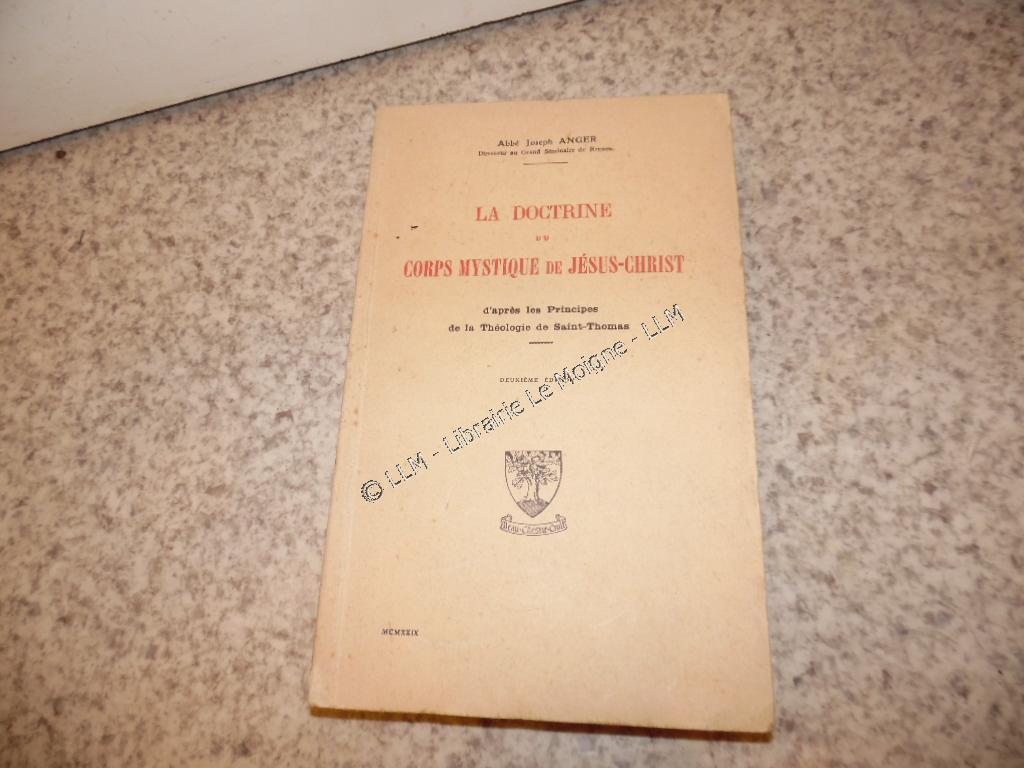 Abbé Joseph ANGER
Directeur au Grand Séminaire de Rennes.
LA DOCTRINE
DU
CORPS MYSTIQUE DE JÉSUS-CHRIST
d'après les Principes
de la Théologie de Saint-Thomas
DEUXIÈME
© LLM - Librairie Le Moigne - LLM
MCMXXIX